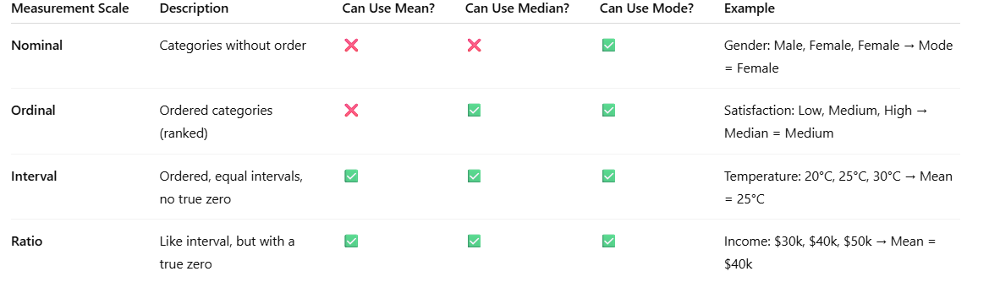 Measurement Scale Description Can Use Mean? Can Use Median? Can Use Mode? Example
Nominal Categories without order ❌ ❌ ✅ Gender: Male, Female, Female → Mode
= Female
Ordinal Ordered categories ❌ ✅ ✅ Satisfaction: Low, Medium, High →
(ranked) Median = Medium
Interval Ordered, equal intervals, ✅ ✅ ✅ Temperature: 20°C, 25°C, 30°C → Mean
no true zero = 25°C
Ratio Like interval, but with a ✅ ✅ ✅ Income: $30k, $40k, $50k → Mean =
true zero $40k